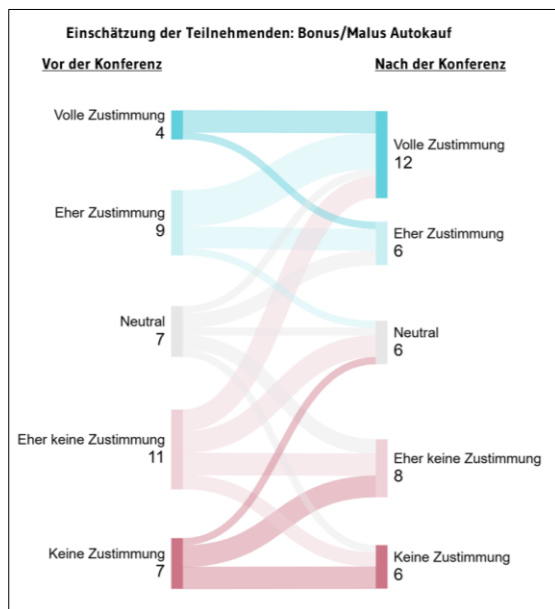 Einschätzung der Teilnehmenden: Bonus/Malus Autokauf
Vor der Konferenz
Nach der Konferenz
Volle Zustimmung
4
Eher Zustimmung
9
Neutral
7
Eher keine Zustimmung
11
Keine Zustimmung
7
Volle Zustimmung
12
Eher Zustimmung
6
Neutral
6
Eher keine Zustimmung
8
Keine Zustimmung
6